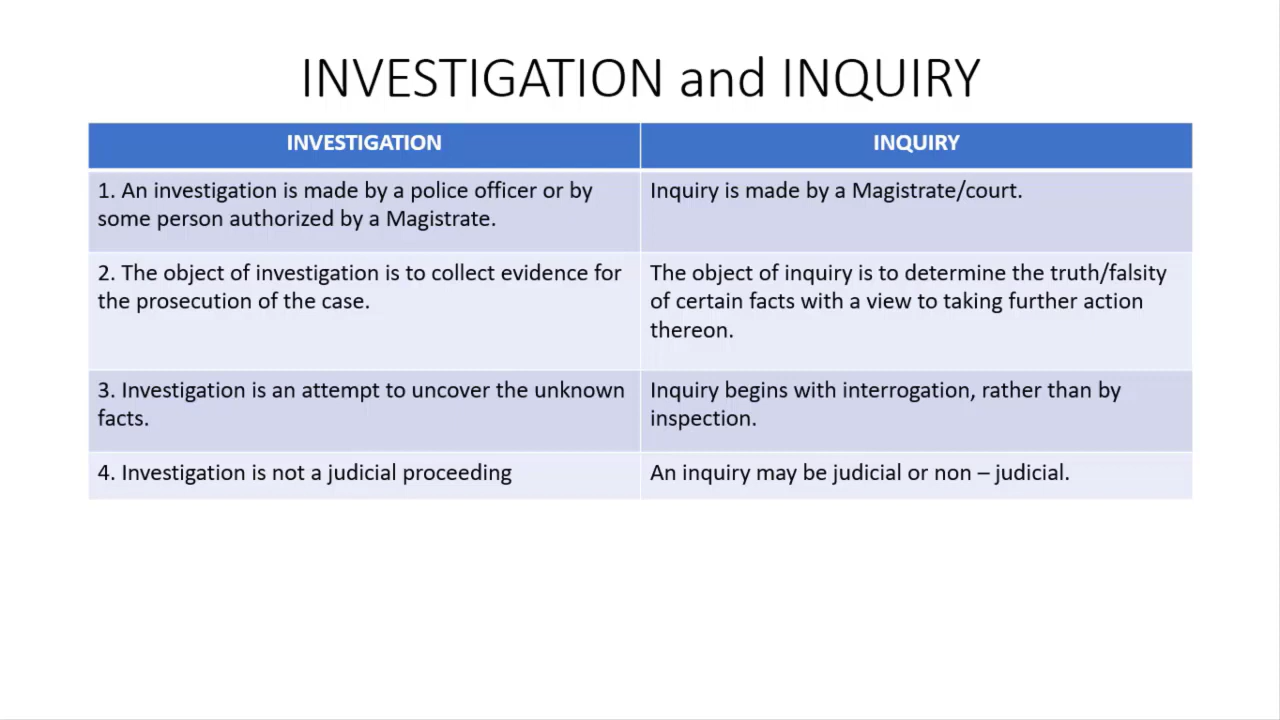 INVESTIGATION and INQUIRY
INVESTIGATION
INQUIRY
1. An investigation is made by a police officer or by
some person authorized by a Magistrate.
Inquiry is made by a Magistrate/court.
2. The object of investigation is to collect evidence for
the prosecution of the case.
The object of inquiry is to determine the truth/falsity
of certain facts with a view to taking further action
thereon.
3. Investigation is an attempt to uncover the unknown
facts.
Inquiry begins with interrogation, rather than by
inspection.
4. Investigation is not a judicial proceeding
An inquiry may be judicial or non – judicial.